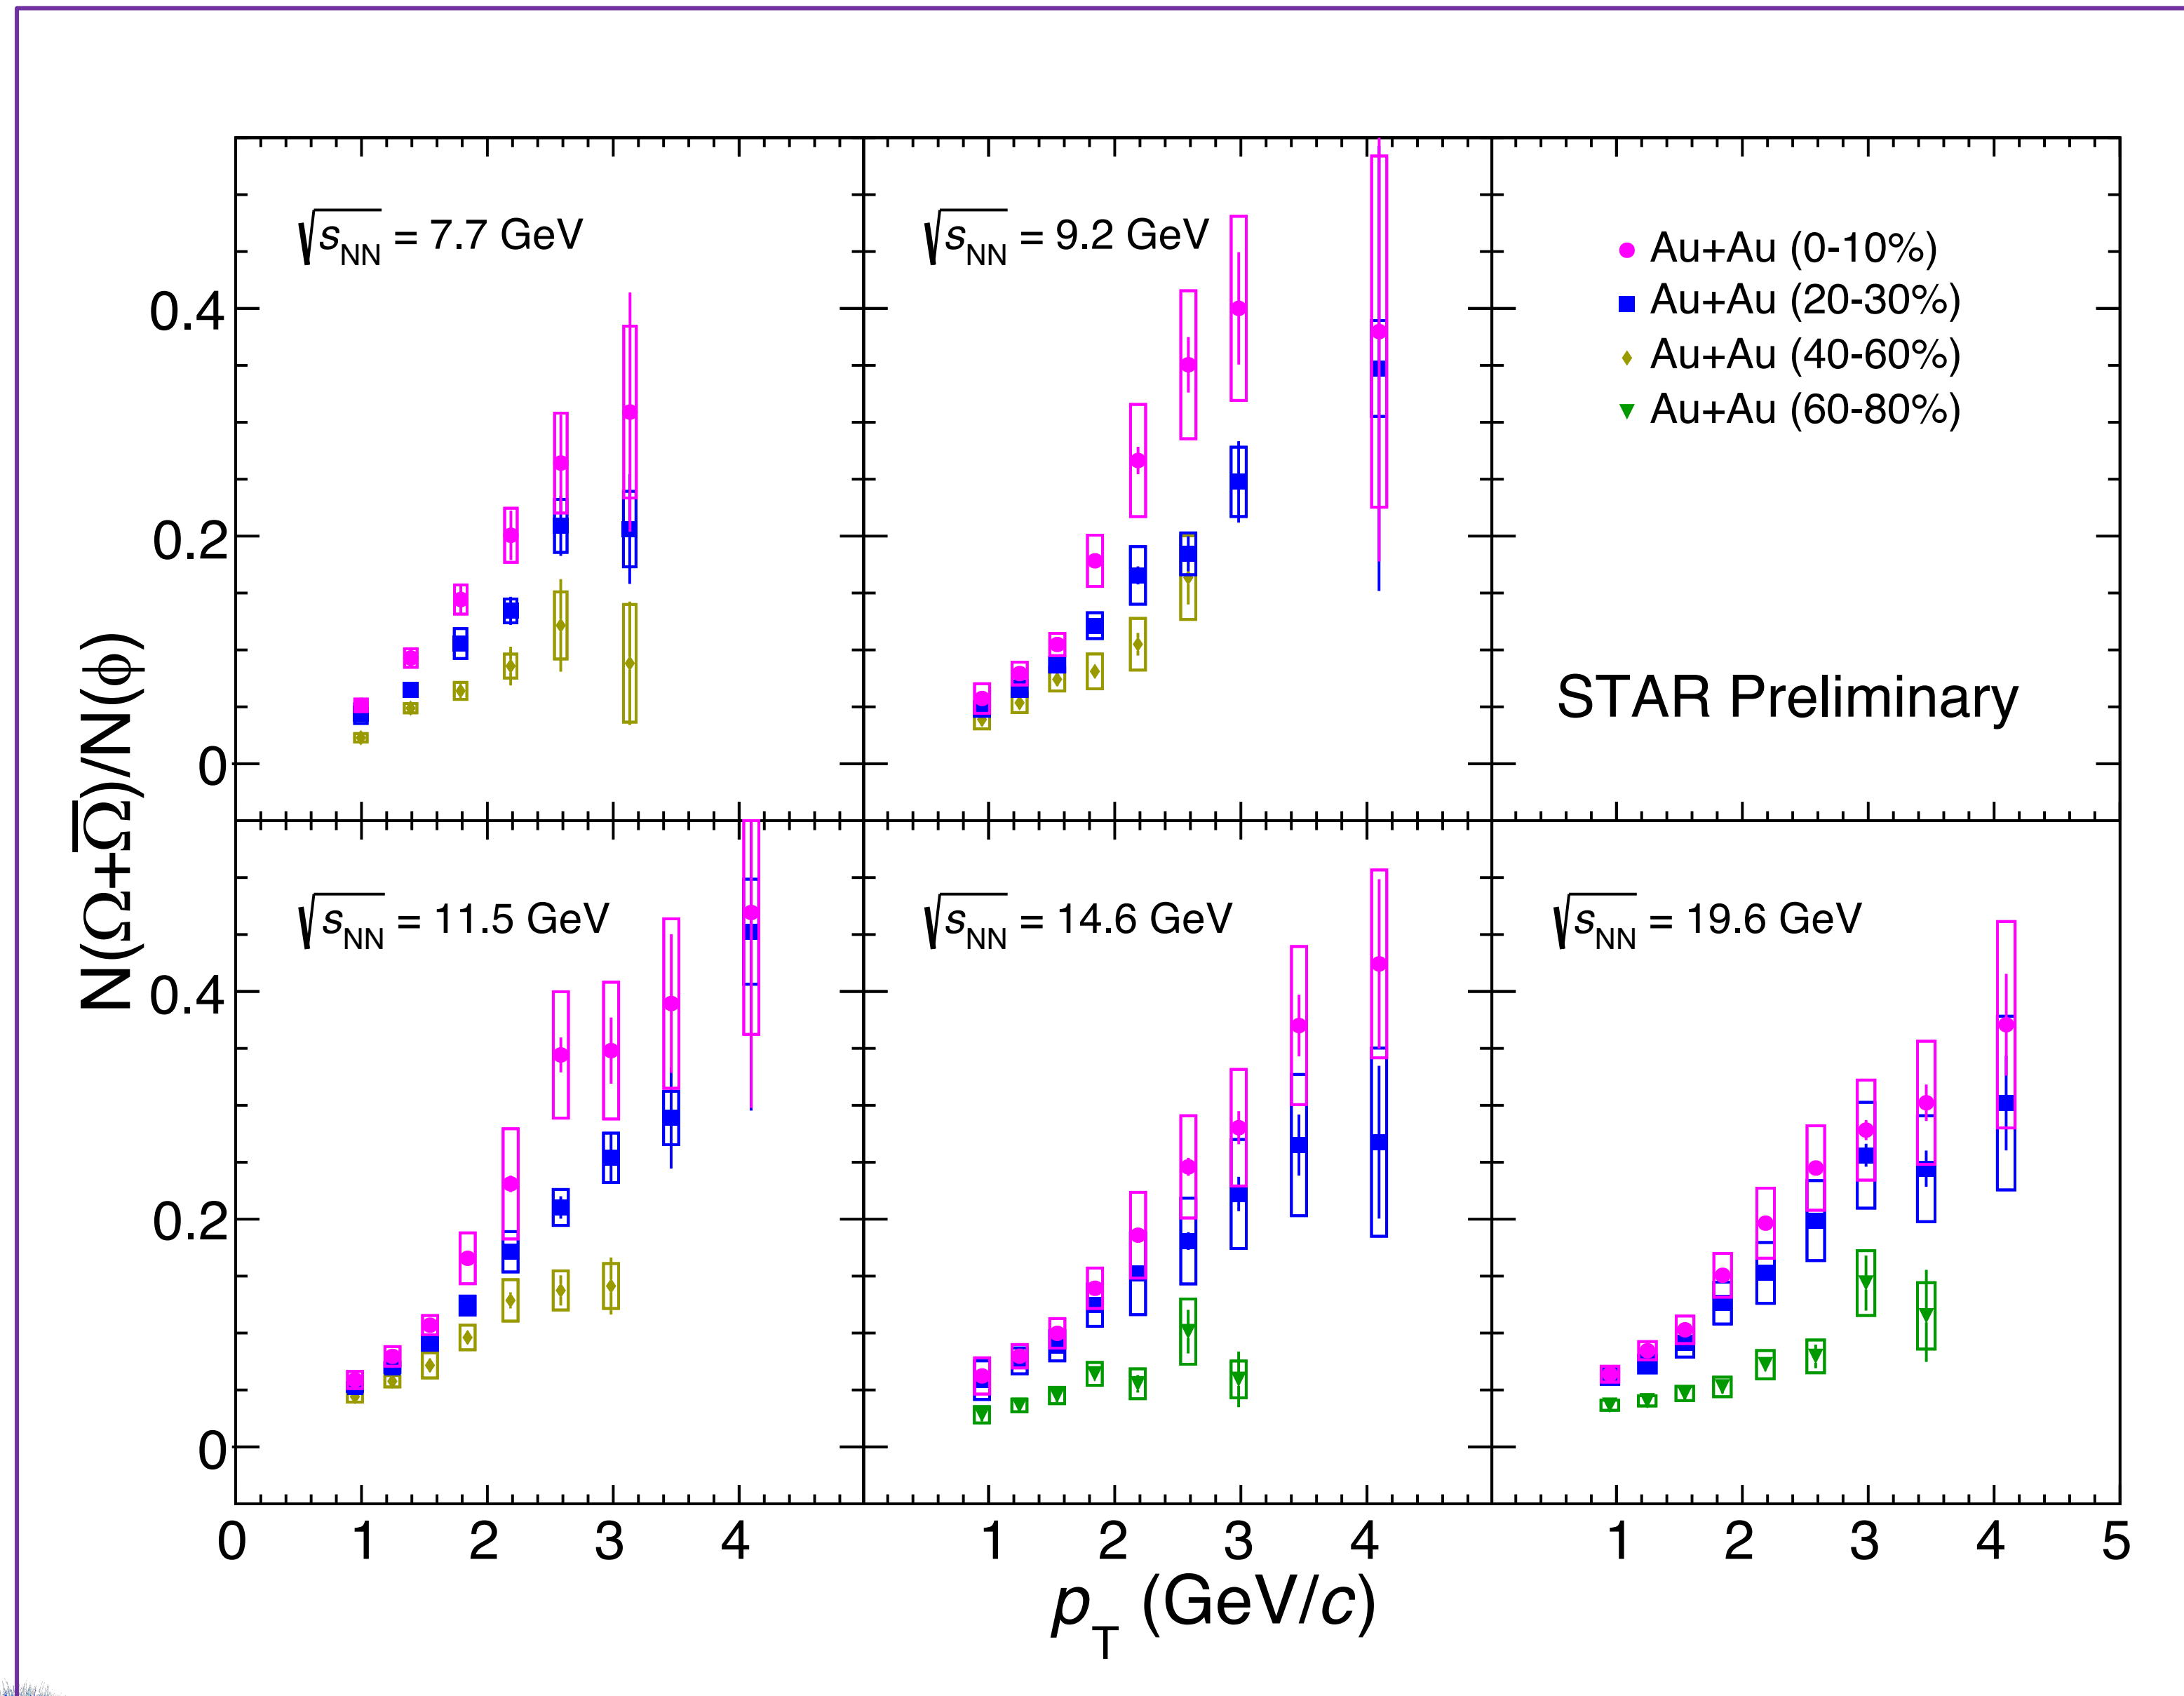 √sNN = 7.7 GeV
√sNN = 9.2 GeV
Au+Au (0-10%)
Au+Au (20-30%)
Au+Au (40-60%)
Au+Au (60-80%)
STAR Preliminary
0.4
0.2
0
N(Ω+Ω̅)/N(ϕ)
√sNN = 11.5 GeV
√sNN = 14.6 GeV
√sNN = 19.6 GeV
0.4
0.2
0
0 1 2 3 4 1 2 3 4 1 2 3 4 5
pT (GeV/c)